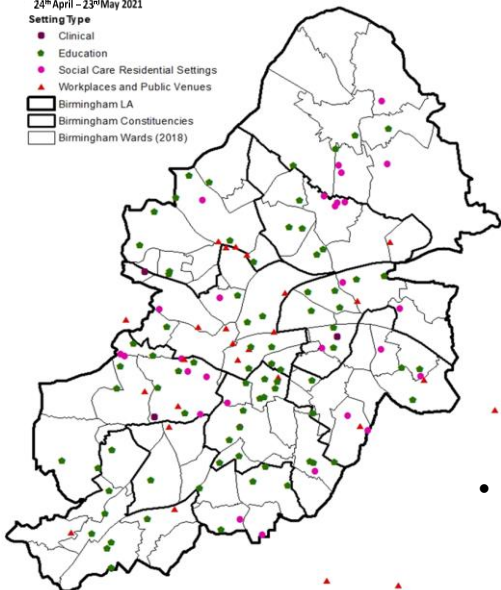 24th April – 23rd May 2021
Setting Type
Clinical
Education
Social Care Residential Settings
Workplaces and Public Venues
Birmingham LA
Birmingham Constituencies
Birmingham Wards (2018)